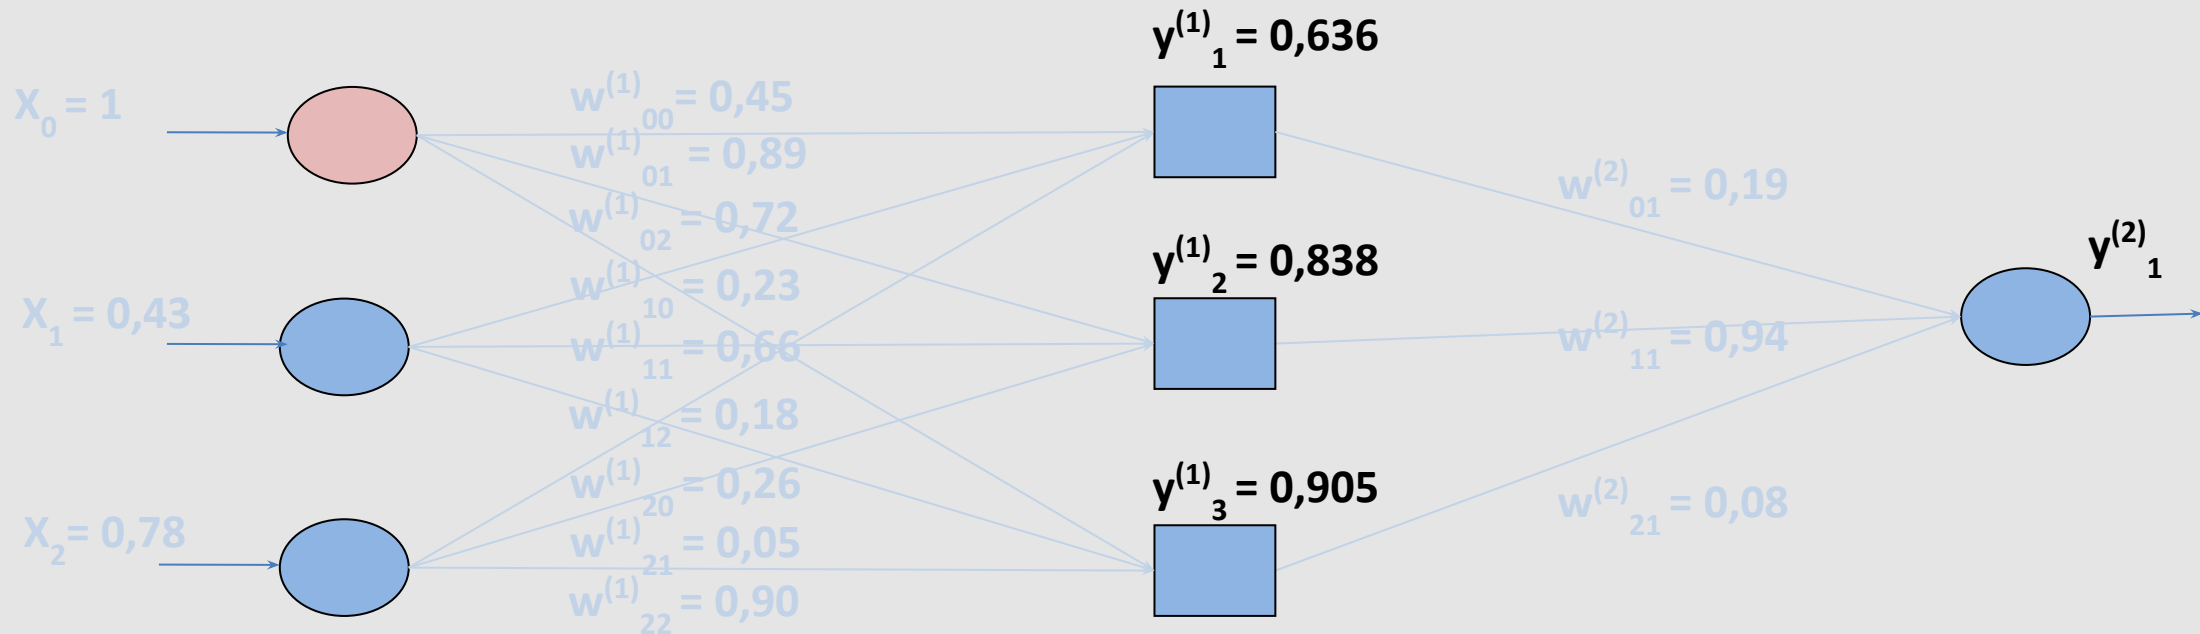 X0 = 1
X1 = 0,43
X2= 0,78
w(1)00= 0,45
w(1)01 = 0,89
w(1)02 = 0,72
w(1)10 = 0,23
w(1)11 = 0,66
w(1)12 = 0,18
w(1)20 = 0,26
w(1)21 = 0,05
w(1)22 = 0,90
y(1)1 = 0,636
y(1)2 = 0,838
y(1)3 = 0,905
w(2)01 = 0,19
w(2)11 = 0,94
w(2)21 = 0,08
y(2)1